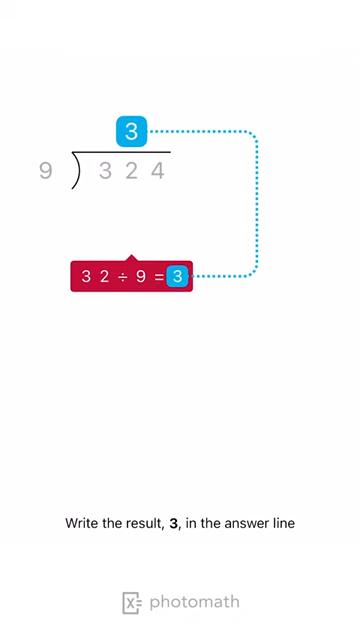 3
9 ) 3 2 4
3 2 ÷ 9 = 3
Write the result, 3, in the answer line
photomath